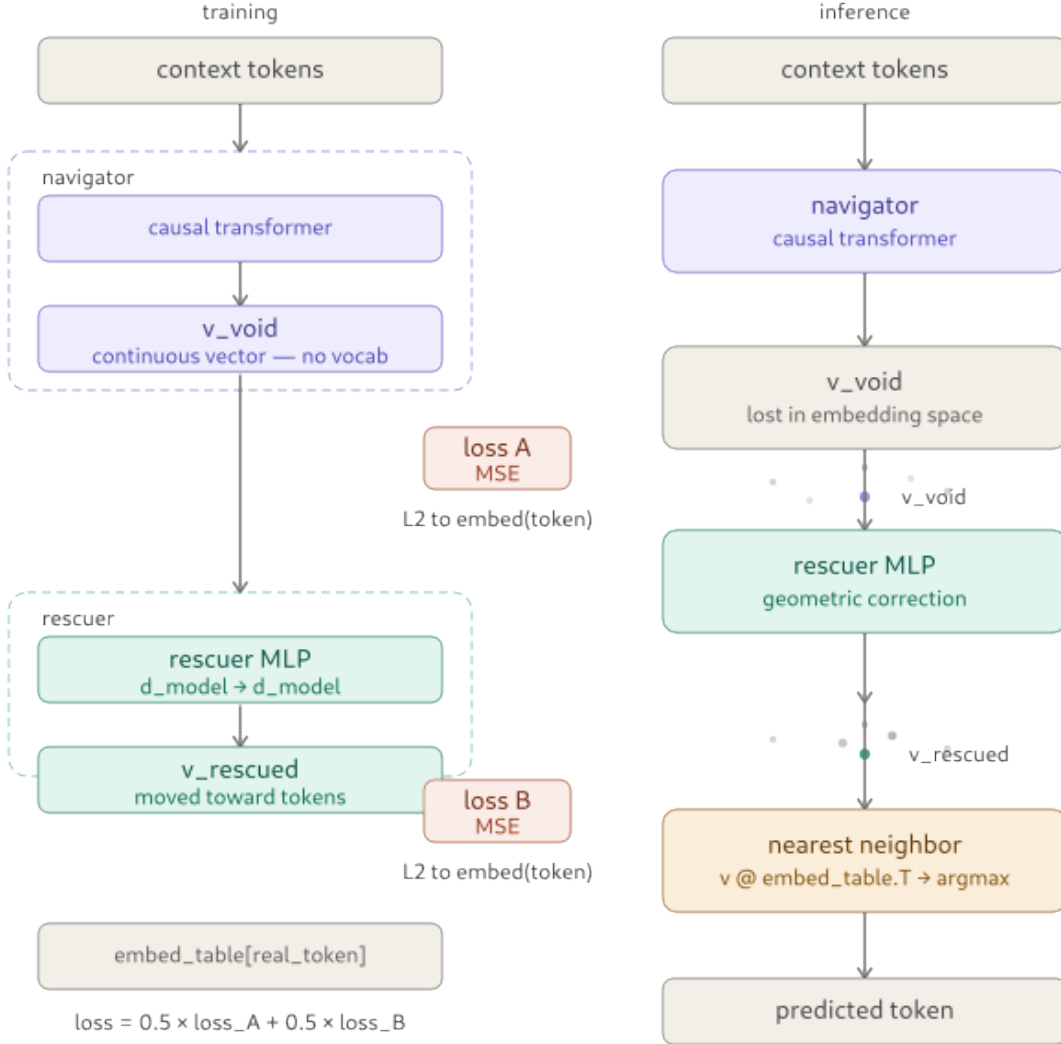 training
context tokens
navigator
causal transformer
v_void
continuous vector — no vocab
loss A
MSE
L2 to embed(token)
rescuer
rescuer MLP
d_model → d_model
v_rescued
moved toward tokens
loss B
MSE
L2 to embed(token)
embed_table[real_token]
loss = 0.5 × loss_A + 0.5 × loss_B
inference
context tokens
navigator
causal transformer
v_void
lost in embedding space
v_void
rescuer MLP
geometric correction
v_rescued
nearest neighbor
v @ embed_table.T → argmax
predicted token